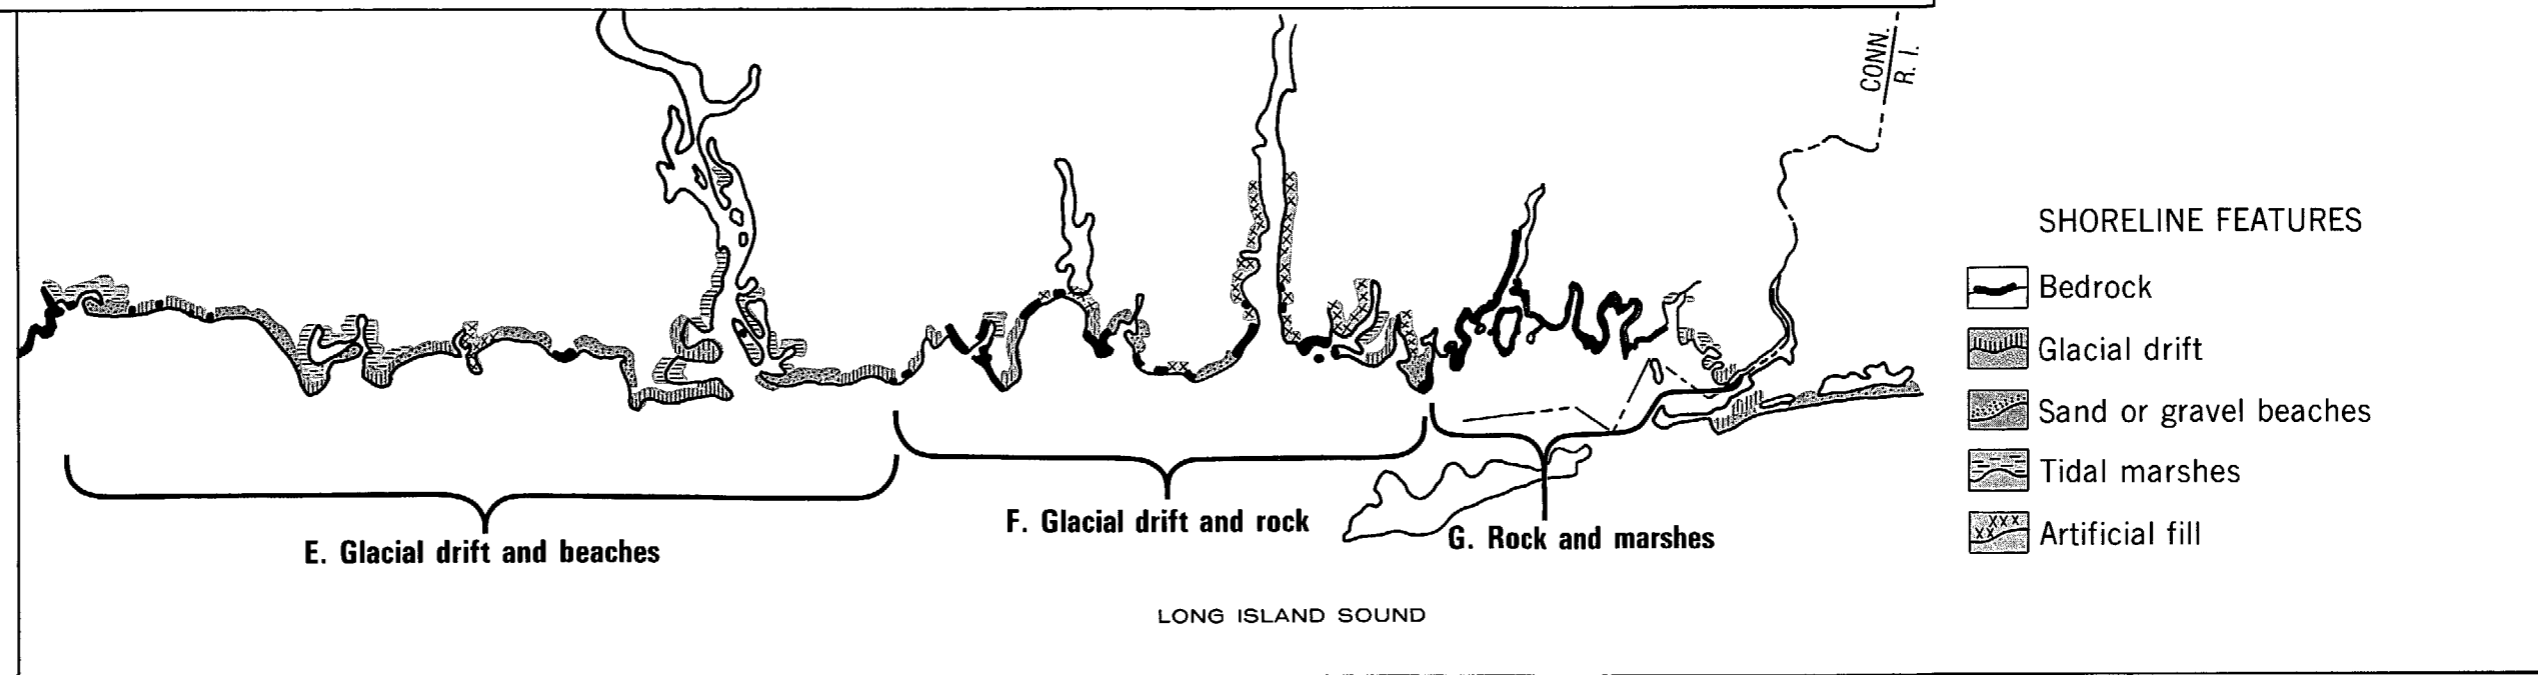 CONN.
R. I.
SHORELINE FEATURES
Bedrock
Glacial drift
Sand or gravel beaches
Tidal marshes
Artificial fill
E. Glacial drift and beaches
F. Glacial drift and rock
G. Rock and marshes
LONG ISLAND SOUND